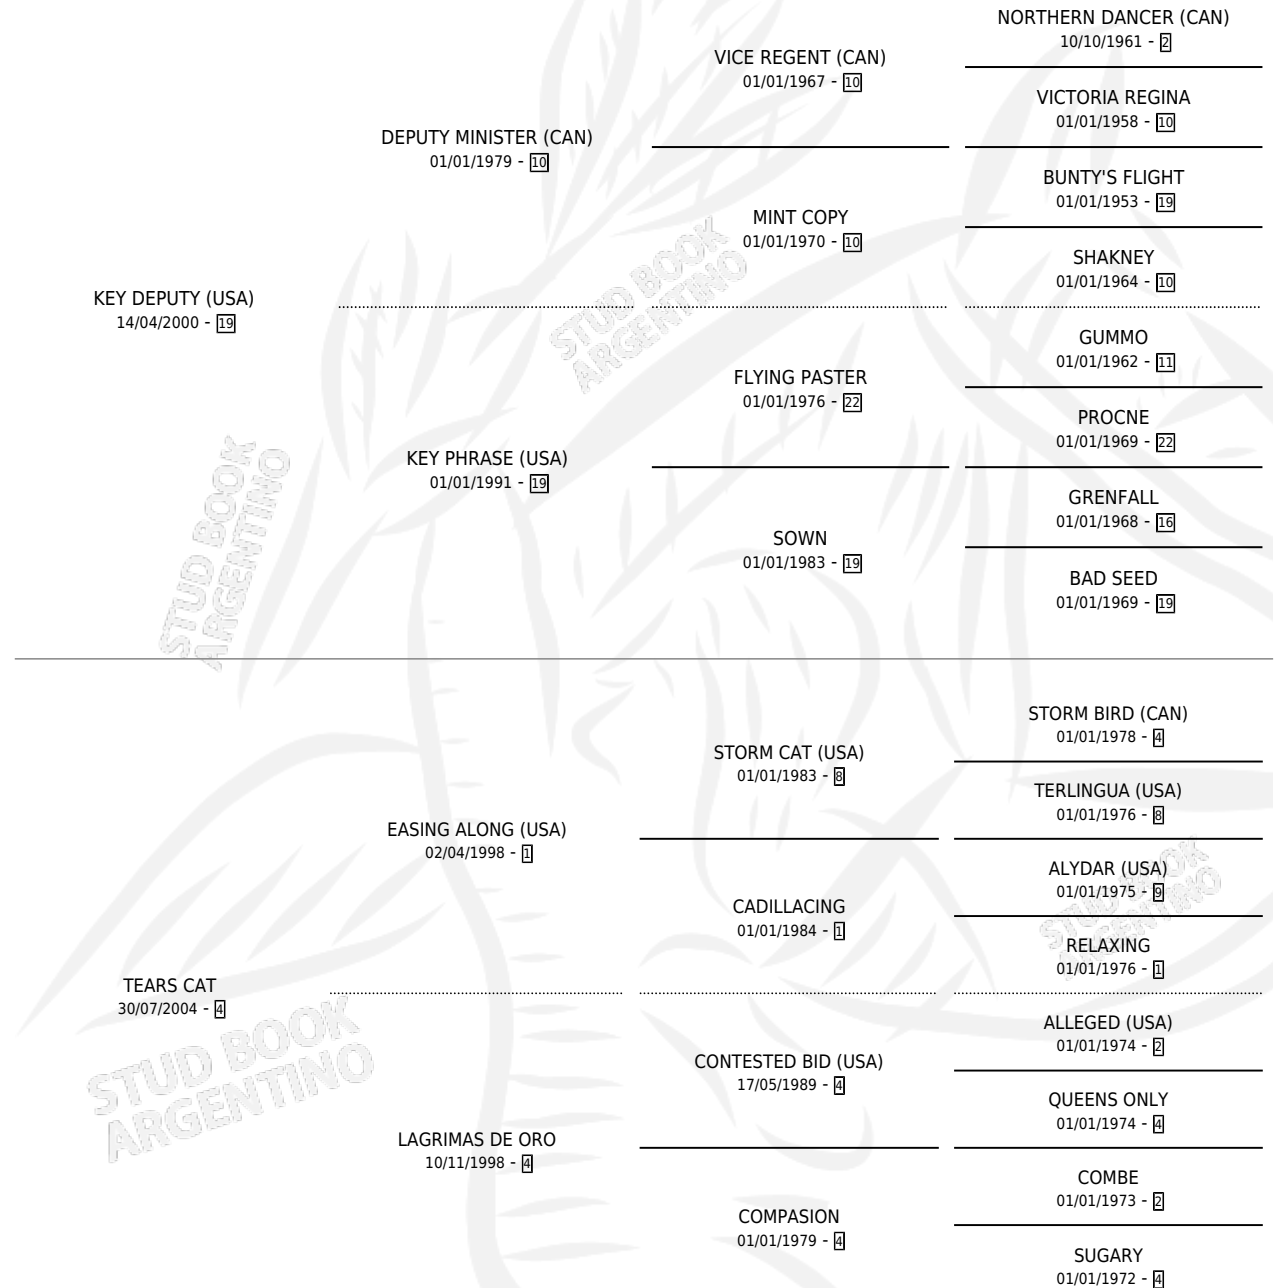 NORTHERN DANCER (CAN)
10/10/1961 - 2
VICE REGENT (CAN)
01/01/1967 - 10
VICTORIA REGINA
01/01/1958 - 10
DEPUTY MINISTER (CAN)
01/01/1979 - 10
BUNTY'S FLIGHT
01/01/1953 - 19
MINT COPY
01/01/1970 - 10
SHAKNEY
01/01/1964 - 10
KEY DEPUTY (USA)
14/04/2000 - 19
STUD BOOK
ARGENTINO
GUMMO
01/01/1962 - 11
FLYING PASTER
01/01/1976 - 22
PROCNE
01/01/1969 - 22
KEY PHRASE (USA)
01/01/1991 - 19
GRENFALL
01/01/1968 - 16
SOWN
01/01/1983 - 19
BAD SEED
01/01/1969 - 19
STUD BOOK
ARGENTINO
STORM BIRD (CAN)
01/01/1978 - 4
STORM CAT (USA)
01/01/1983 - 8
TERLINGUA (USA)
01/01/1976 - 8
EASING ALONG (USA)
02/04/1998 - 1
ALYDAR (USA)
01/01/1975 - 9
STUD BOOK
ARGENTINO
CADILLACING
01/01/1984 - 1
RELAXING
01/01/1976 - 1
TEARS CAT
30/07/2004 - 4
STUD BOOK
ARGENTINO
ALLEGED (USA)
01/01/1974 - 2
CONTESTED BID (USA)
17/05/1989 - 4
QUEENS ONLY
01/01/1974 - 4
LAGRIMAS DE ORO
10/11/1998 - 4
COMBE
01/01/1973 - 2
COMPASION
01/01/1979 - 4
SUGARY
01/01/1972 - 4